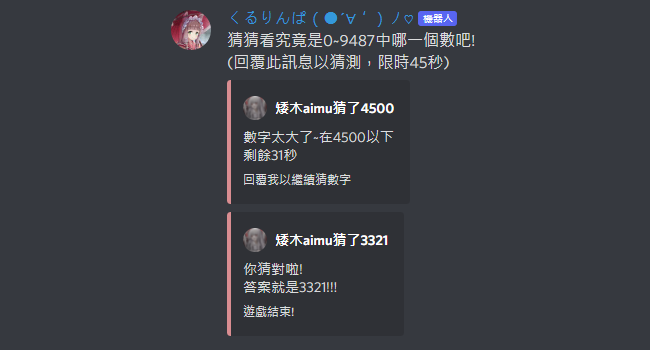 くるりんぱ ( ●´∀｀ ) ノ♡ 機器人
猜猜看究竟是0~9487中哪一個數吧!
(回覆此訊息以猜測，限時45秒)
矮木aimu猜了4500
數字太大了~在4500以下
剩餘31秒
回覆我以繼續猜數字
矮木aimu猜了3321
你猜對啦!
答案就是3321!!!
遊戲結束!